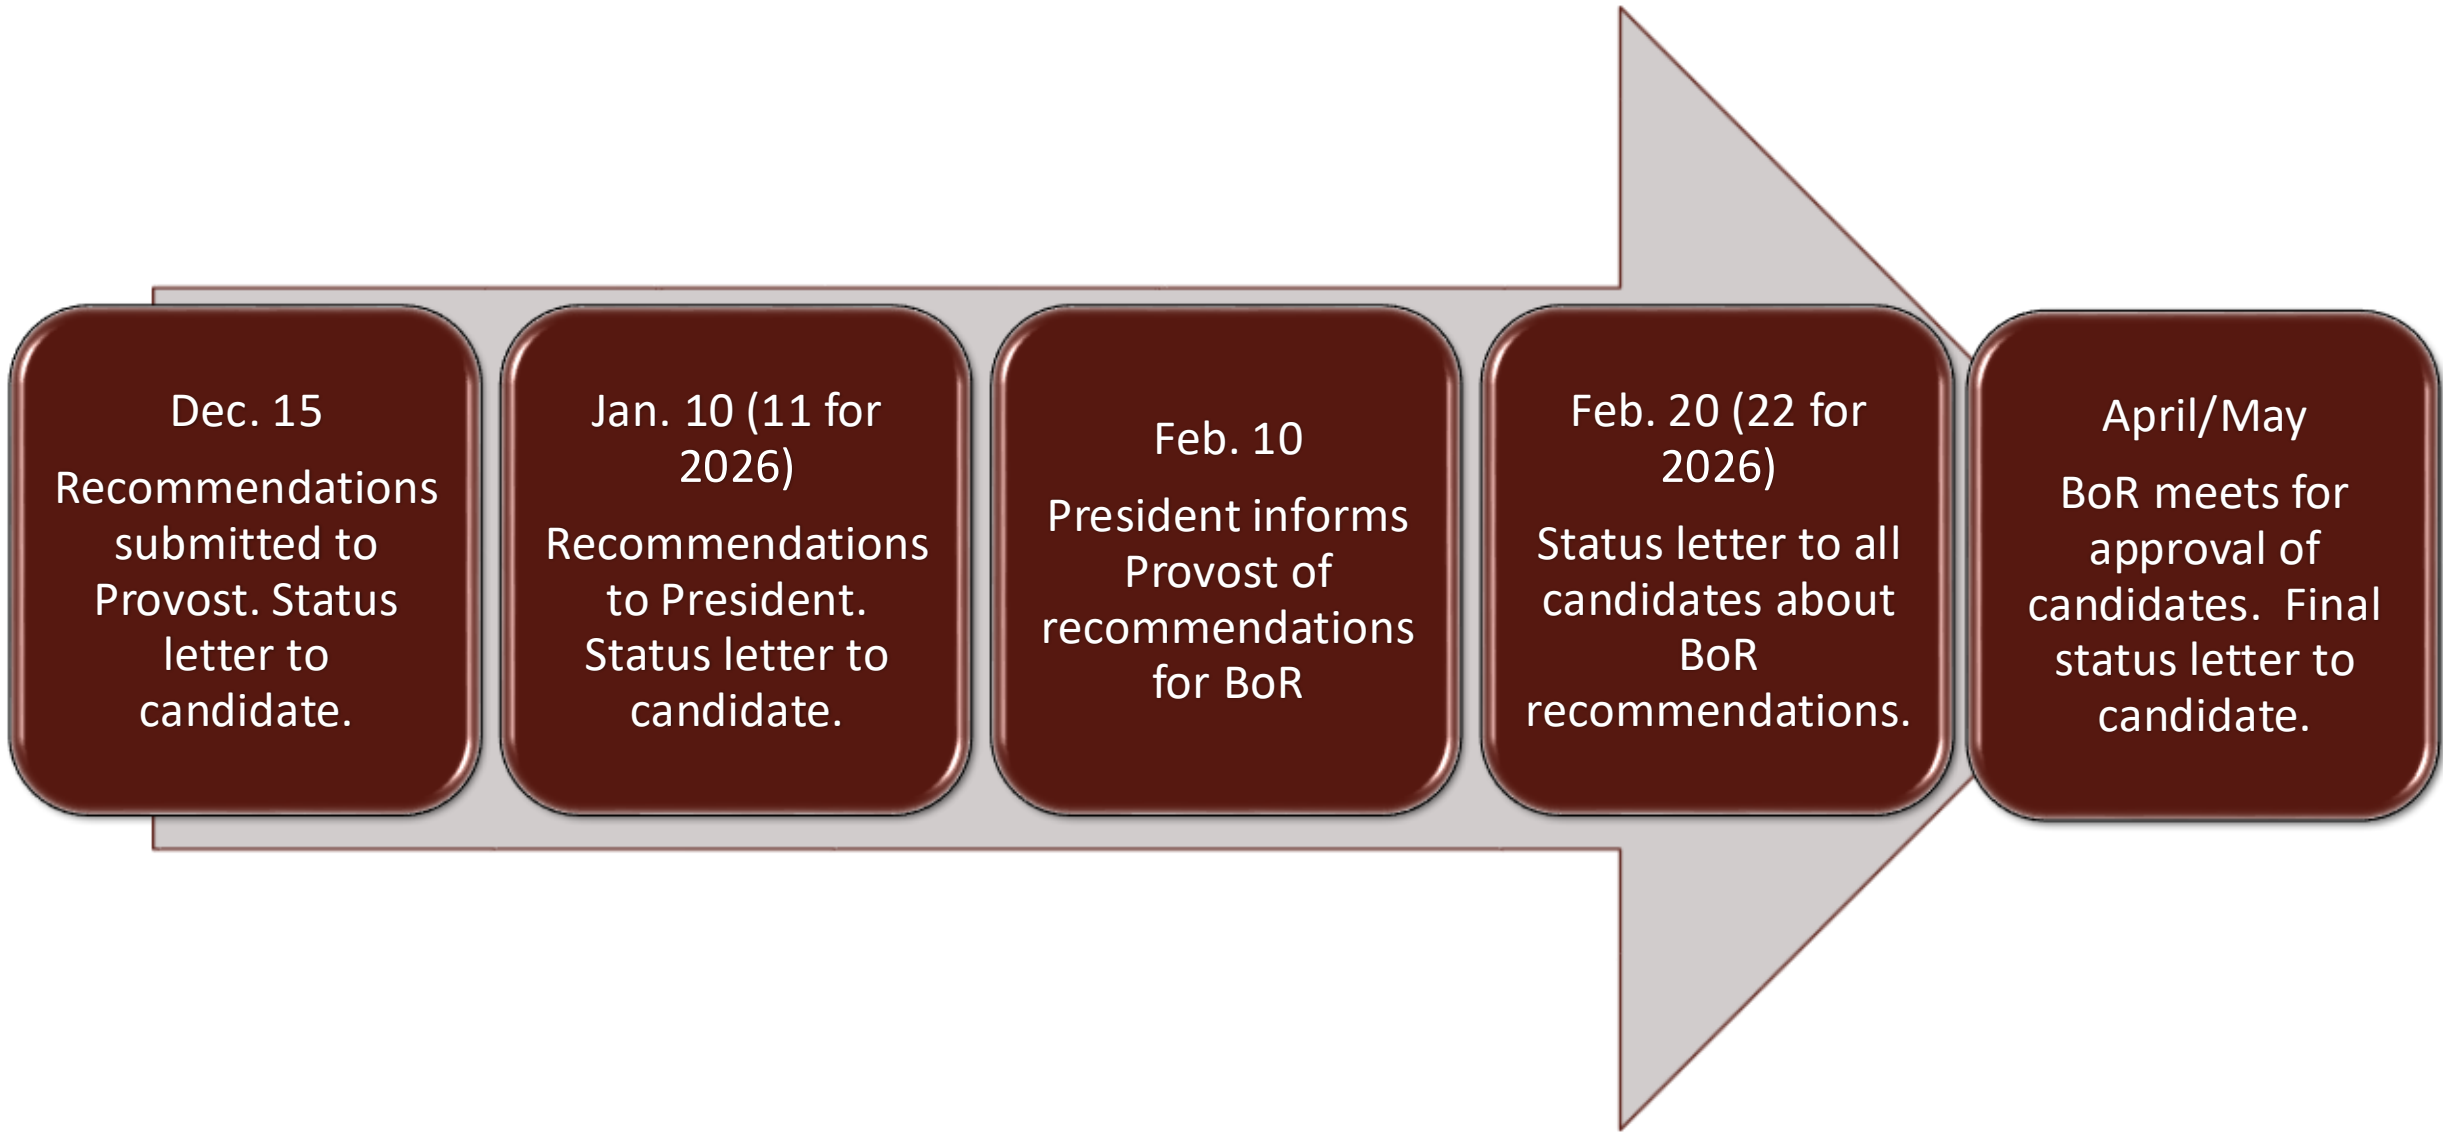 Dec. 15
Recommendations
submitted to
Provost. Status
letter to
candidate.
Jan. 10 (11 for
2026)
Recommendations
to President.
Status letter to
candidate.
Feb. 10
President informs
Provost of
recommendations
for BoR
Feb. 20 (22 for
2026)
Status letter to all
candidates about
BoR
recommendations.
April/May
BoR meets for
approval of
candidates.  Final
status letter to
candidate.